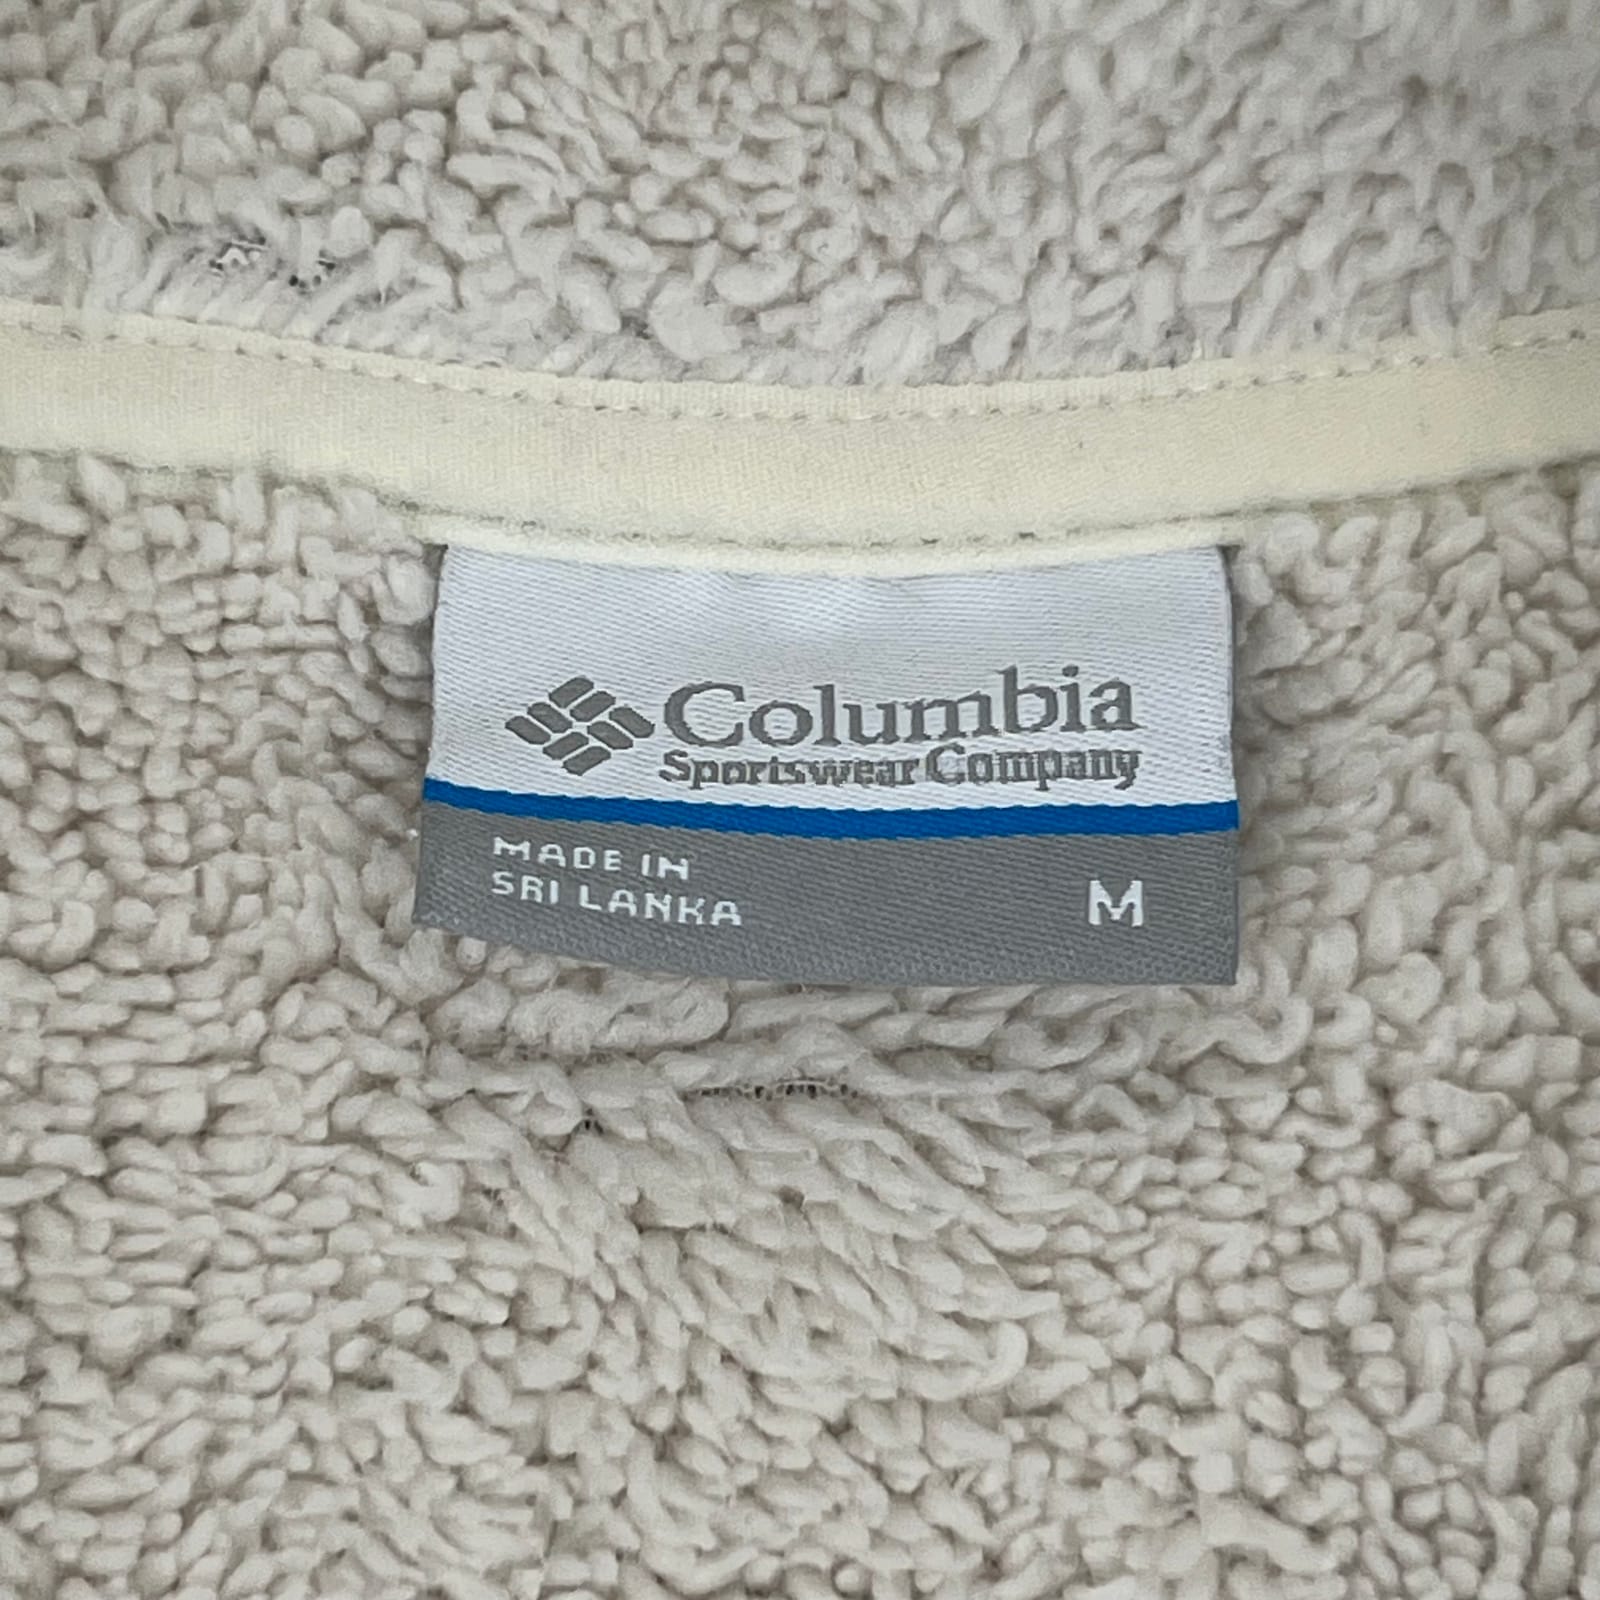 Columbia
Sportswear Company
MADE IN
SRI LANKA
M